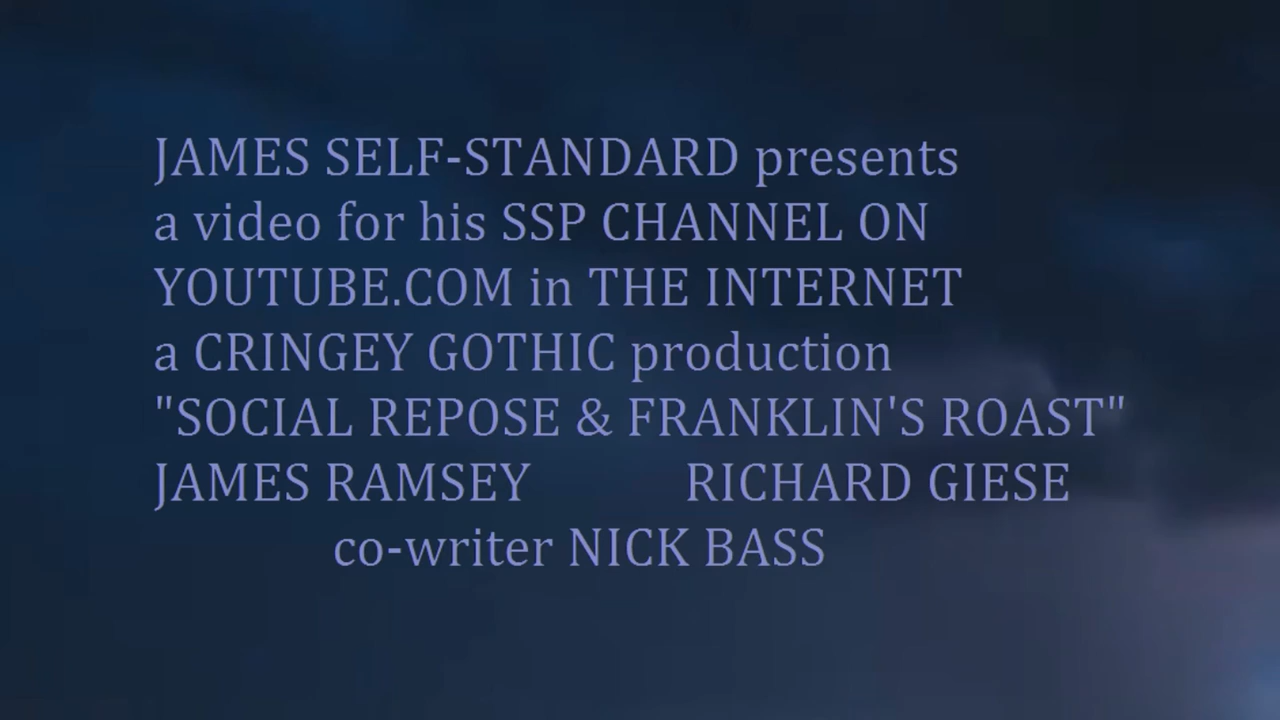 JAMES SELF-STANDARD presents
a video for his SSP CHANNEL ON
YOUTUBE.COM in THE INTERNET
a CRINGEY GOTHIC production
"SOCIAL REPOSE & FRANKLIN'S ROAST"
JAMES RAMSEY RICHARD GIESE
co-writer NICK BASS